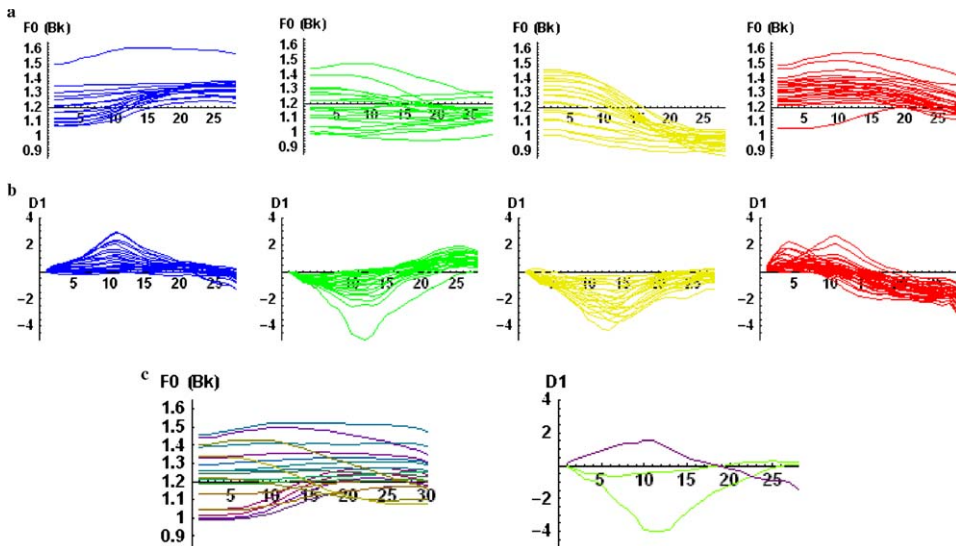 a
F0 (Bk) F0 (Bk) F0 (Bk) F0 (Bk)
1.6 1.6 1.6 1.6
1.5 1.5 1.5 1.5
1.4 1.4 1.4 1.4
1.3 1.3 1.3 1.3
1.2 1.2 1.2 1.2
5 10 15 20 25 5 10 15 20 25 5 10 15 20 25 5 10 15 20 25
1.1 1.1 1.1 1.1
1 1 1 1
0.9 0.9 0.9 0.9
b
D1 D1 D1 D1
4 4 4 4
2 2 2 2
5 10 15 20 25 5 10 15 20 25 5 10 15 20 25 5 10 15 20 25
−2 −2 −2 −2
−4 −4 −4 −4
c
F0 (Bk) D1
1.6 4
1.5
1.4 2
1.3
1.2
5 10 15 20 25 30 5 10 15 20 25
1.1 −2
1
0.9 −4